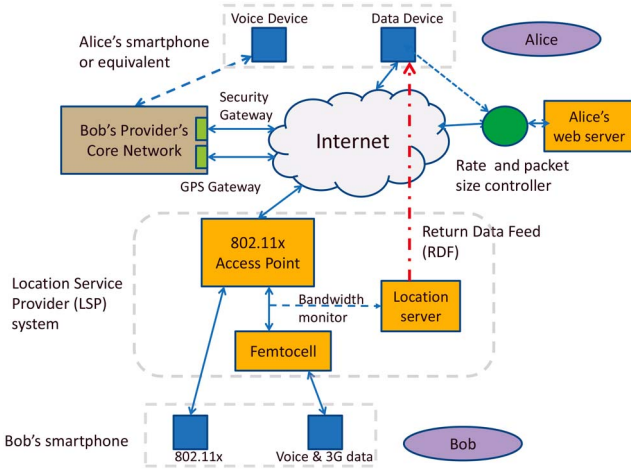 Voice Device
Data Device
Alice's smartphone
or equivalent
Alice
Security
Gateway
Bob's Provider's
Core Network
Internet
Alice's
web server
GPS Gateway
Rate and packet
size controller
802.11x
Access Point
Return Data Feed
(RDF)
Location Service
Provider (LSP)
system
Bandwidth
monitor
Location
server
Femtocell
Bob's smartphone
802.11x
Voice & 3G data
Bob